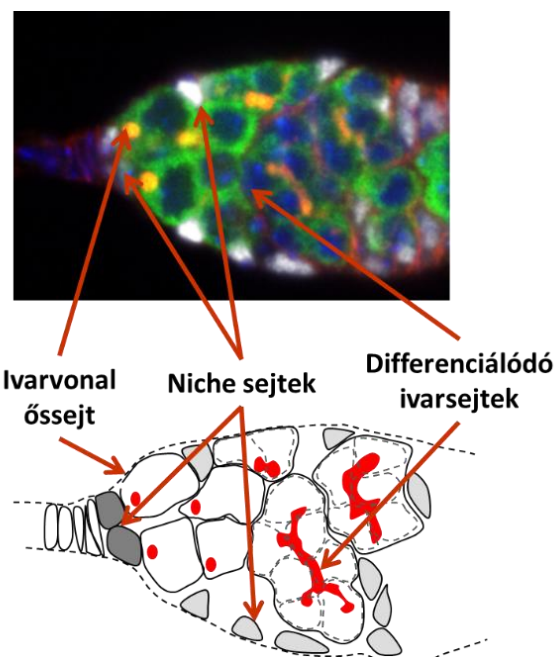 Ivarvonal
őssejt
Niche sejtek
Differenciálódó
ivarsejtek